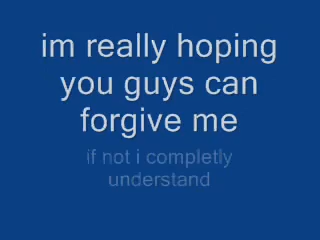 im really hoping
you guys can
forgive me
if not i completly
understand